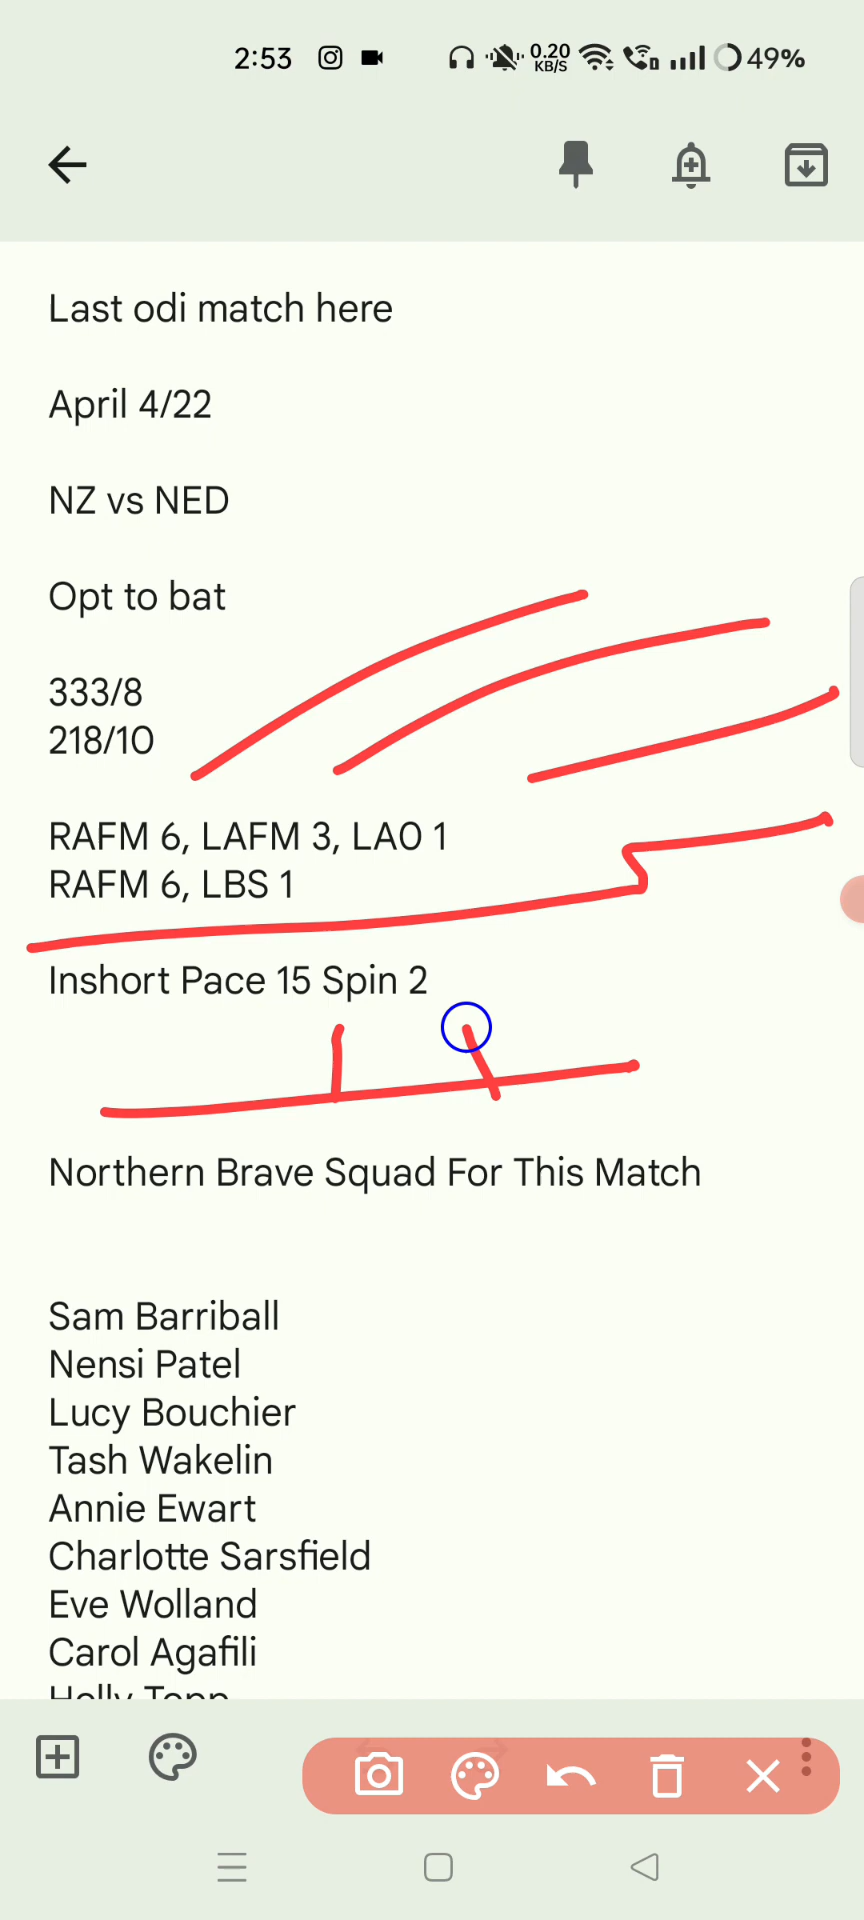 2:53
0.20
KB/S
49%
Last odi match here
April 4/22
NZ vs NED
Opt to bat
333/8
218/10
RAFM 6, LAFM 3, LAO 1
RAFM 6, LBS 1
Inshort Pace 15 Spin 2
Northern Brave Squad For This Match
Sam Barriball
Nensi Patel
Lucy Bouchier
Tash Wakelin
Annie Ewart
Charlotte Sarsfield
Eve Wolland
Carol Agafili
Holly Topp